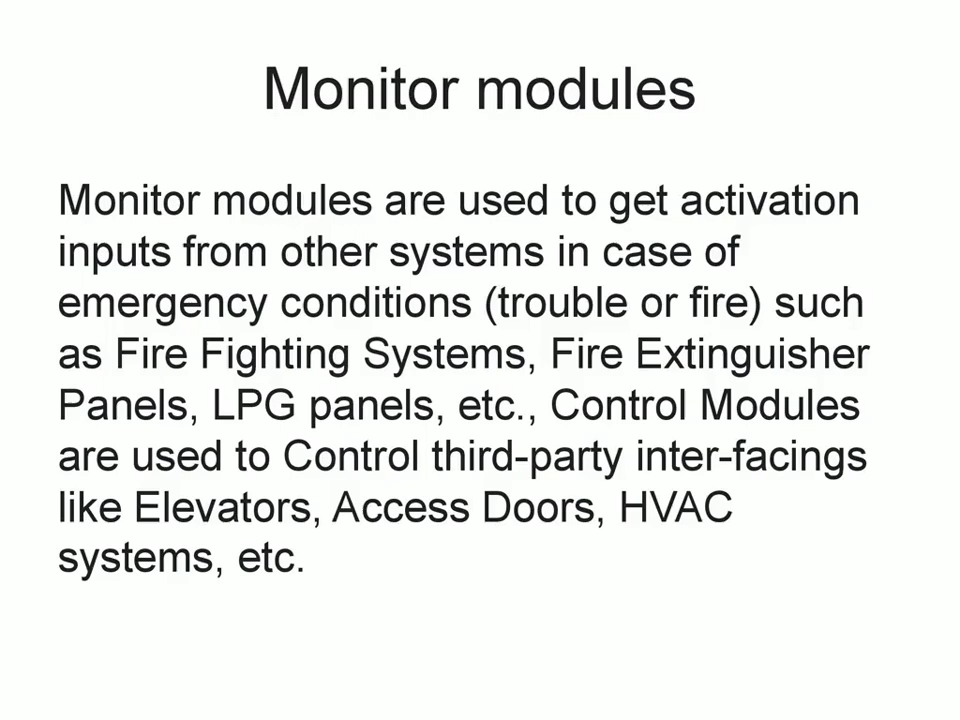 Monitor modules
Monitor modules are used to get activation
inputs from other systems in case of
emergency conditions (trouble or fire) such
as Fire Fighting Systems, Fire Extinguisher
Panels, LPG panels, etc., Control Modules
are used to Control third-party inter-facings
like Elevators, Access Doors, HVAC
systems, etc.